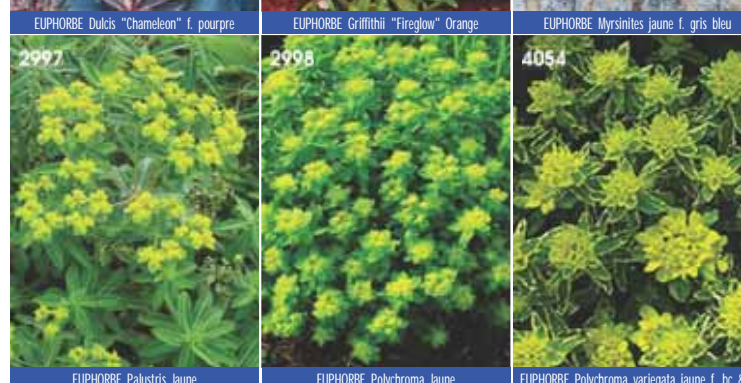 EUPHORBE Dulcis "Chameleon" f. pourpre
EUPHORBE Griffithii "Fireglow" Orange
EUPHORBE Myrsinites jaune f. gris bleu
2997
2998
4054
EUPHORBE Palustris Jaune
EUPHORBE Polychroma Jaune
EUPHORBE Polychroma variegata jaune f. bc &